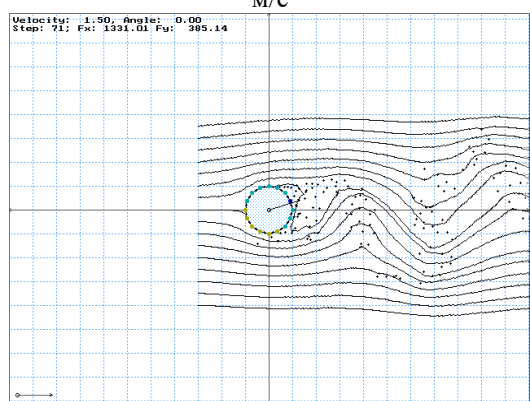 м/с
Velocity: 1.50, Angle: 0.00
Step: 71; Fx: 1331.01 Fy: 385.14